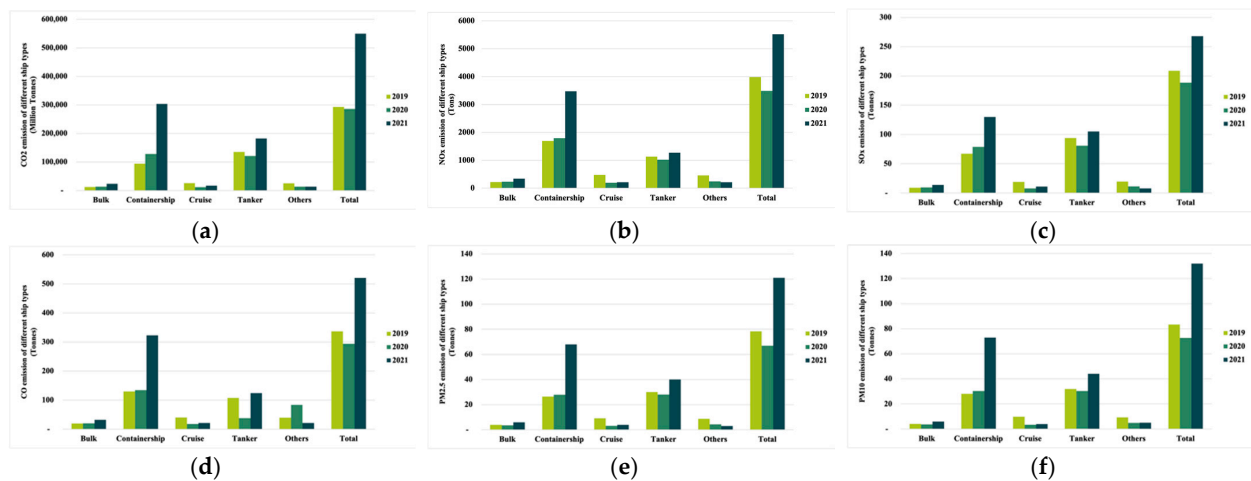 CO2 emission of different ship types
(Million Tonnes)
600,000
500,000
400,000
300,000
200,000
100,000
-
Bulk Containership Cruise Tanker Others Total
2019
2020
2021
(a)
NOx emission of different ship types
(Tons)
6000
5000
4000
3000
2000
1000
0
Bulk Containership Cruise Tanker Others Total
2019
2020
2021
(b)
SOx emission of different ship types
(Tonnes)
300
250
200
150
100
50
-
Bulk Containership Cruise Tanker Others Total
2019
2020
2021
(c)
CO emission of different ship types
(Tonnes)
600
500
400
300
200
100
-
Bulk Containership Cruise Tanker Others Total
2019
2020
2021
(d)
PM2.5 emission of different ship types
(Tonnes)
140
120
100
80
60
40
20
-
Bulk Containership Cruise Tanker Others Total
2019
2020
2021
(e)
PM10 emission of different ship types
(Tonnes)
140
120
100
80
60
40
20
-
Bulk Containership Cruise Tanker Others Total
2019
2020
2021
(f)